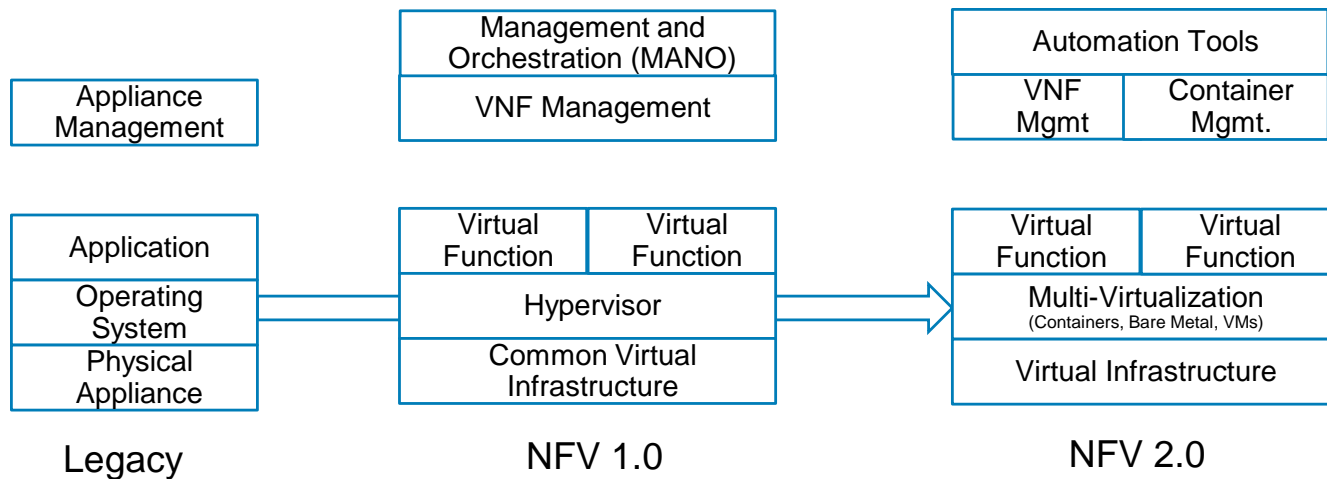 Appliance
Management
Application
Operating
System
Physical
Appliance
Legacy
Management and
Orchestration (MANO)
VNF Management
Virtual
Function
Virtual
Function
Hypervisor
Common Virtual
Infrastructure
NFV 1.0
Automation Tools
VNF
Mgmt
Container
Mgmt.
Virtual
Function
Virtual
Function
Multi-Virtualization
(Containers, Bare Metal, VMs)
Virtual Infrastructure
NFV 2.0